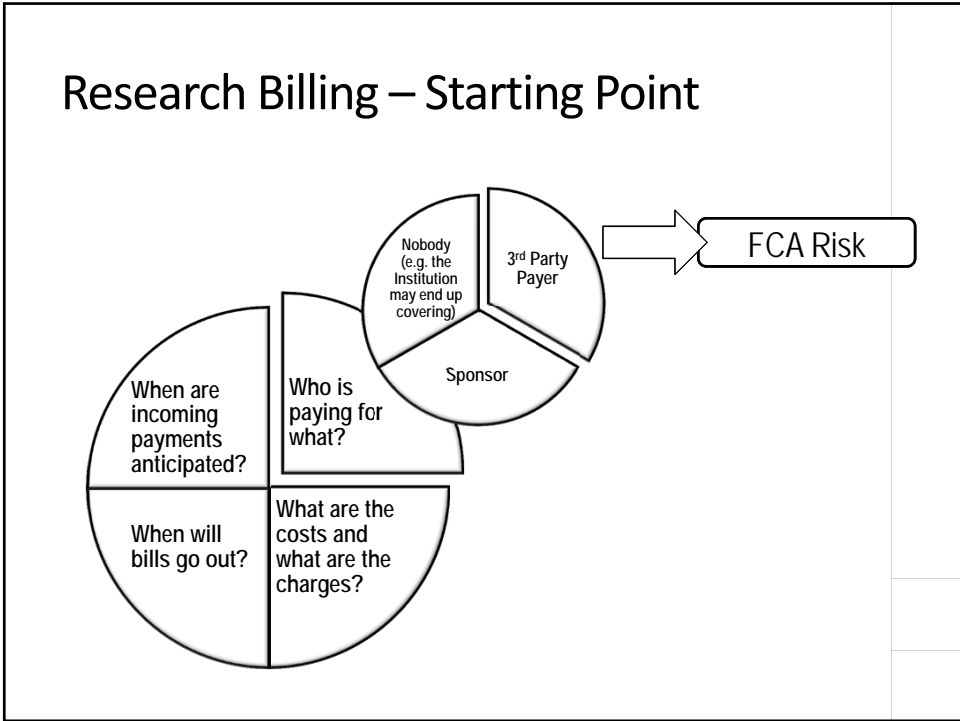 Research Billing – Starting Point
Nobody
(e.g. the
Institution
may end up
covering)
3rd Party
Payer
FCA Risk
Sponsor
When are
incoming
payments
anticipated?
Who is
paying for
what?
When will
bills go out?
What are the
costs and
what are the
charges?